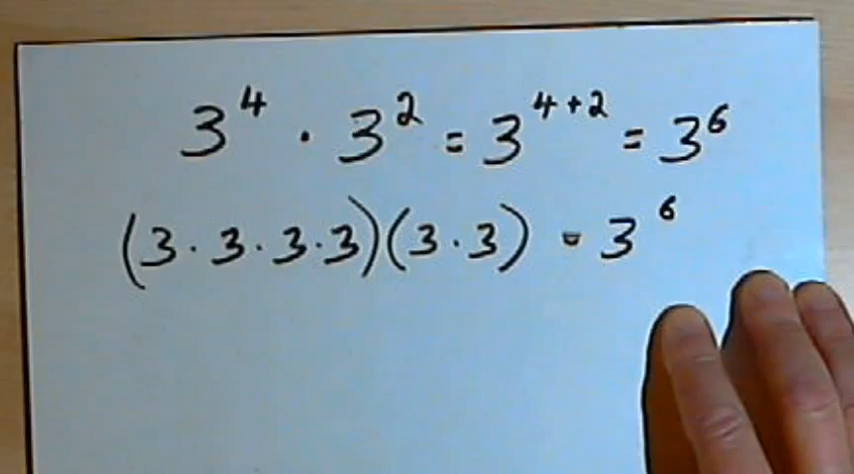 3⁴ · 3² = 3⁴⁺² = 3⁶
(3 · 3 · 3 · 3)(3 · 3) = 3⁶